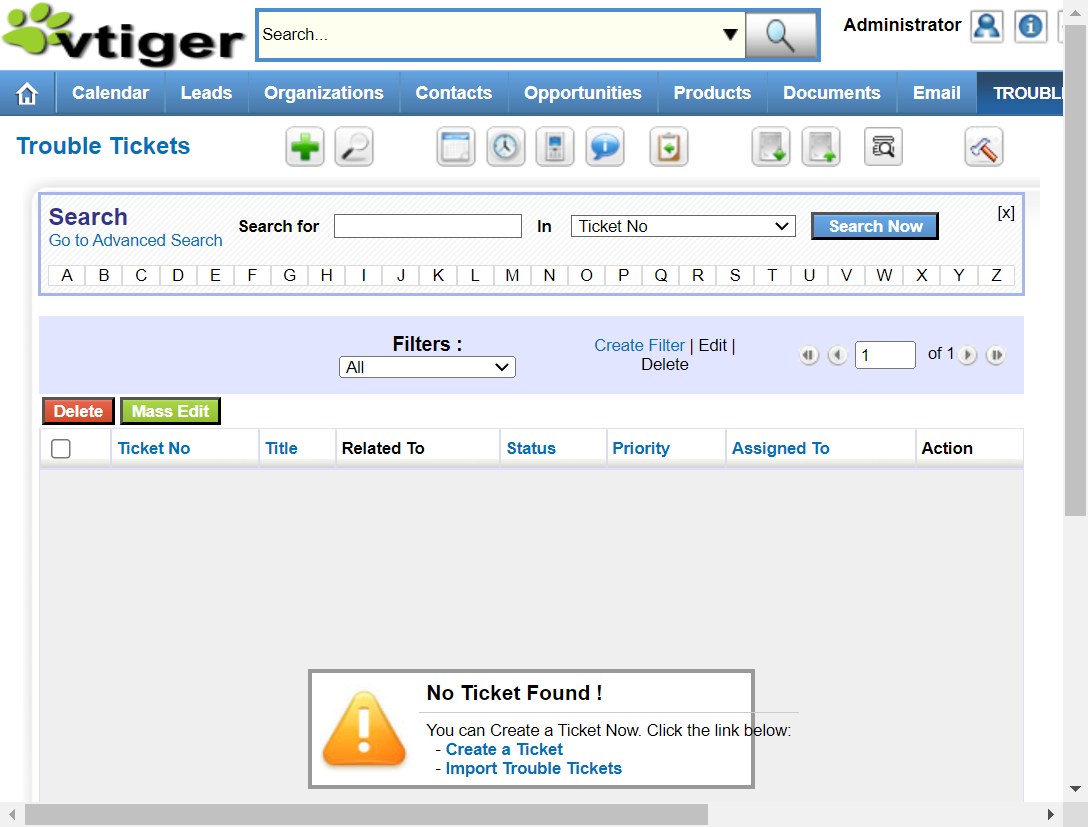 vtiger
Search...
Administrator
Calendar Leads Organizations Contacts Opportunities Products Documents Email
Trouble Tickets
Search
Go to Advanced Search
Search for
In
Ticket No
Search Now
[x]
A B C D E F G H I J K L M N O P Q R S T U V W X Y Z
Filters :
All
Create Filter | Edit |
Delete
1 of 1
Delete Mass Edit
Ticket No Title Related To Status Priority Assigned To Action
No Ticket Found !
You can Create a Ticket Now. Click the link below:
- Create a Ticket
- Import Trouble Tickets